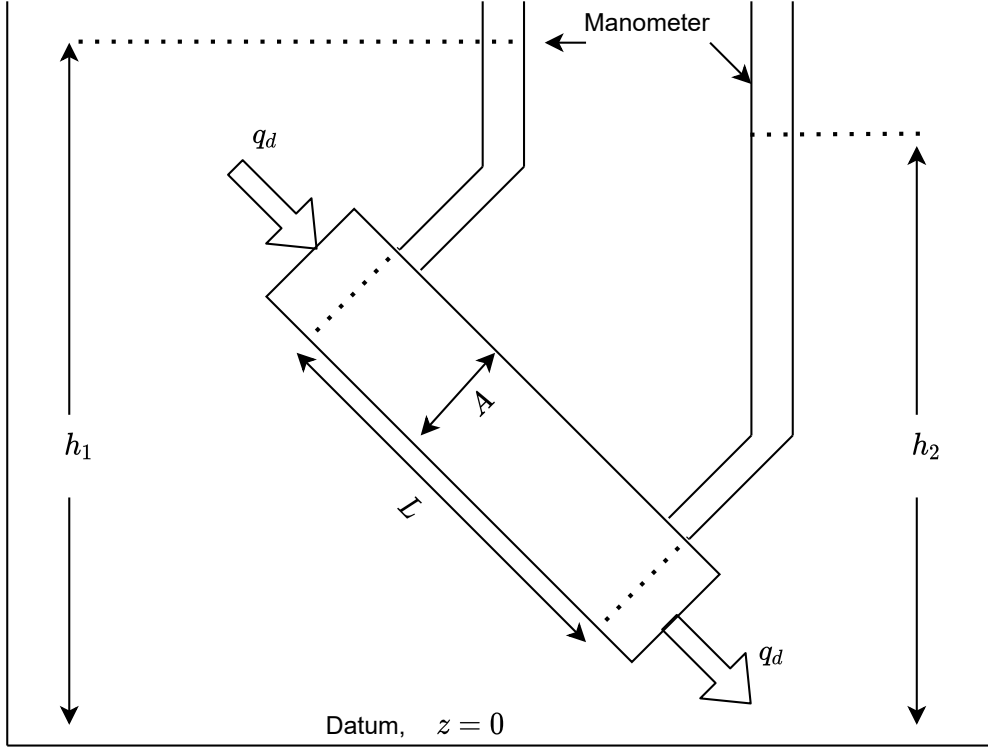 Manometer
q_d
h_1
h_2
A
L
q_d
Datum, z = 0